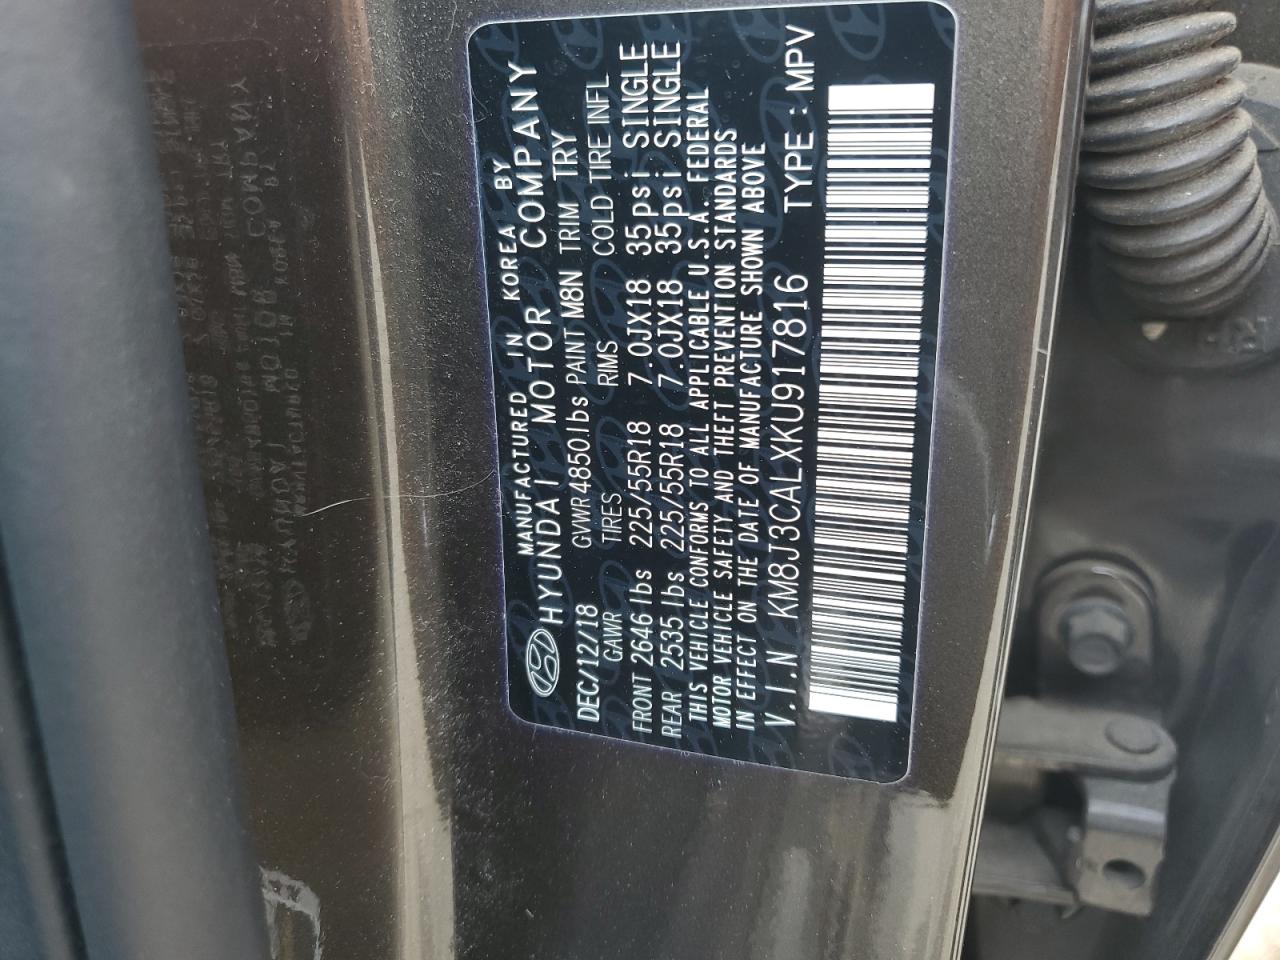 MANUFACTURED IN KOREA BY
HYUNDAI MOTOR COMPANY
DEC/12/18 GVWR 4850lbs PAINT M8N TRIM TRY
GAWR TIRES RIMS COLD TIRE INFL
FRONT 2646 lbs 225/55R18 7.0JX18 35psi SINGLE
REAR 2535 lbs 225/55R18 7.0JX18 35psi SINGLE
THIS VEHICLE CONFORMS TO ALL APPLICABLE U.S.A. FEDERAL
MOTOR VEHICLE SAFETY AND THEFT PREVENTION STANDARDS
IN EFFECT ON THE DATE OF MANUFACTURE SHOWN ABOVE
V.I.N KM8J3CALXKU917816 TYPE : MPV